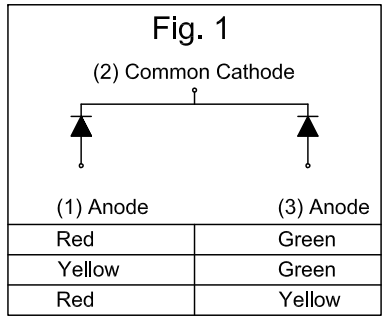 Fig. 1
(2) Common Cathode
(1) Anode (3) Anode
Red Green
Yellow Green
Red Yellow